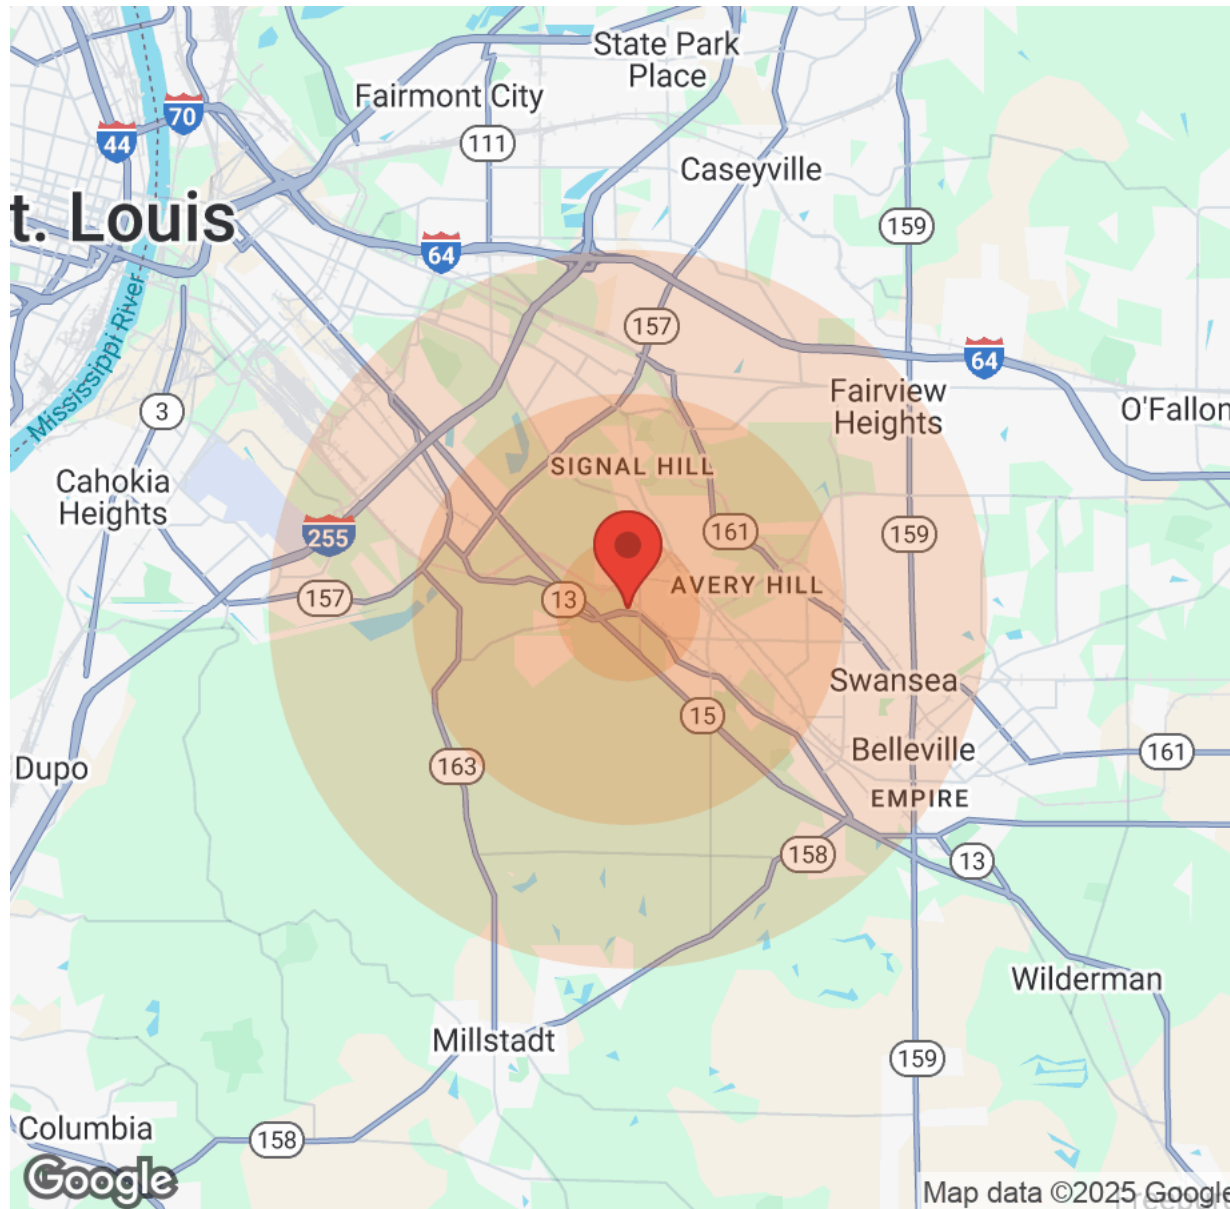 State Park
Place
Fairmont City
70
44
111
Caseyville
t. Louis
159
64
Mississippi River
157
64
Fairview
Heights
3
O'Fallon
SIGNAL HILL
Cahokia
Heights
161
159
255
AVERY HILL
157
13
Swansea
15
Belleville
161
163
Dupo
EMPIRE
158
13
Wilderman
Millstadt
159
Columbia
158
Google
Map data ©2025 Google